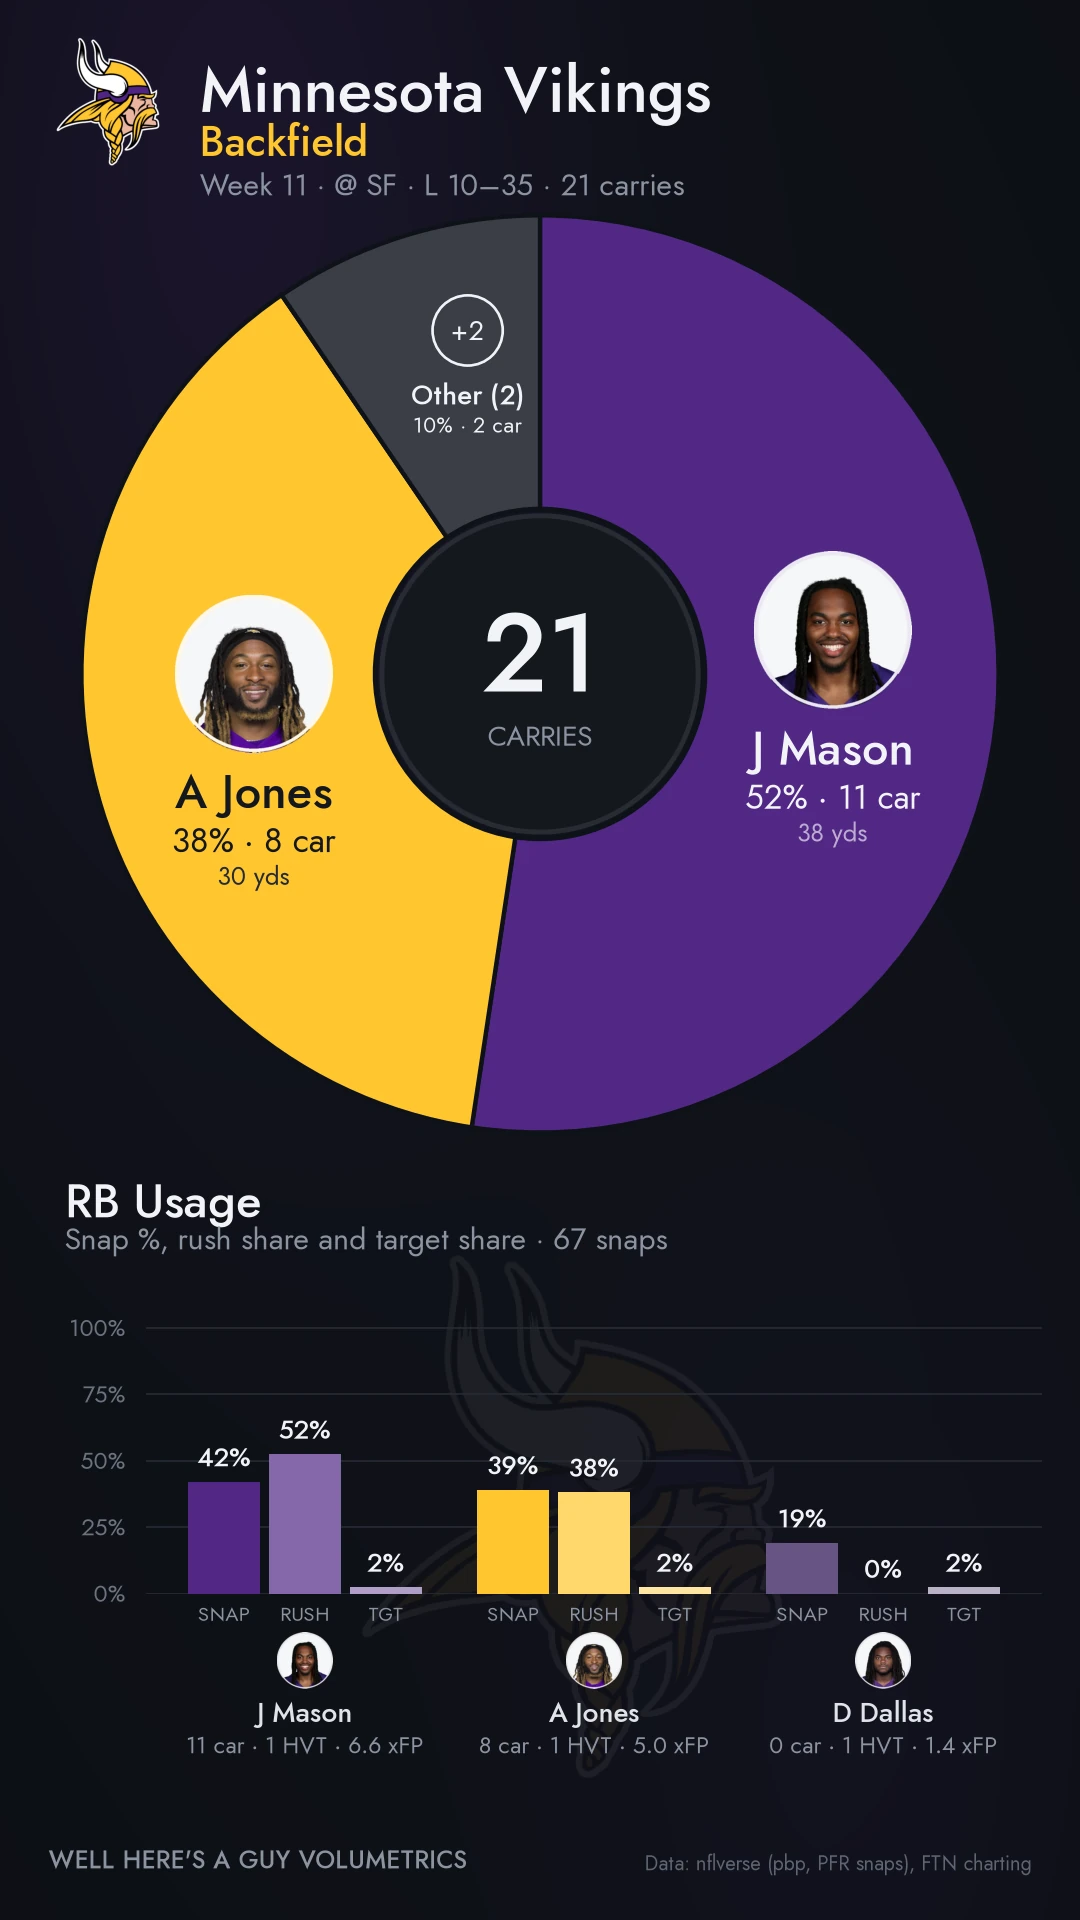 Minnesota Vikings
Backfield
Week 11 · @ SF · L 10–35 · 21 carries
+2
Other (2)
10% · 2 car
21
CARRIES
J Mason
52% · 11 car
38 yds
A Jones
38% · 8 car
30 yds
RB Usage
Snap %, rush share and target share · 67 snaps
100%
75%
50%
25%
0%
42% 52% 2% 39% 38% 2% 19% 0% 2%
SNAP RUSH TGT SNAP RUSH TGT SNAP RUSH TGT
J Mason A Jones D Dallas
11 car · 1 HVT · 6.6 xFP 8 car · 1 HVT · 5.0 xFP 0 car · 1 HVT · 1.4 xFP
WELL HERE'S A GUY VOLUMETRICS
Data: nflverse (pbp, PFR snaps), FTN charting